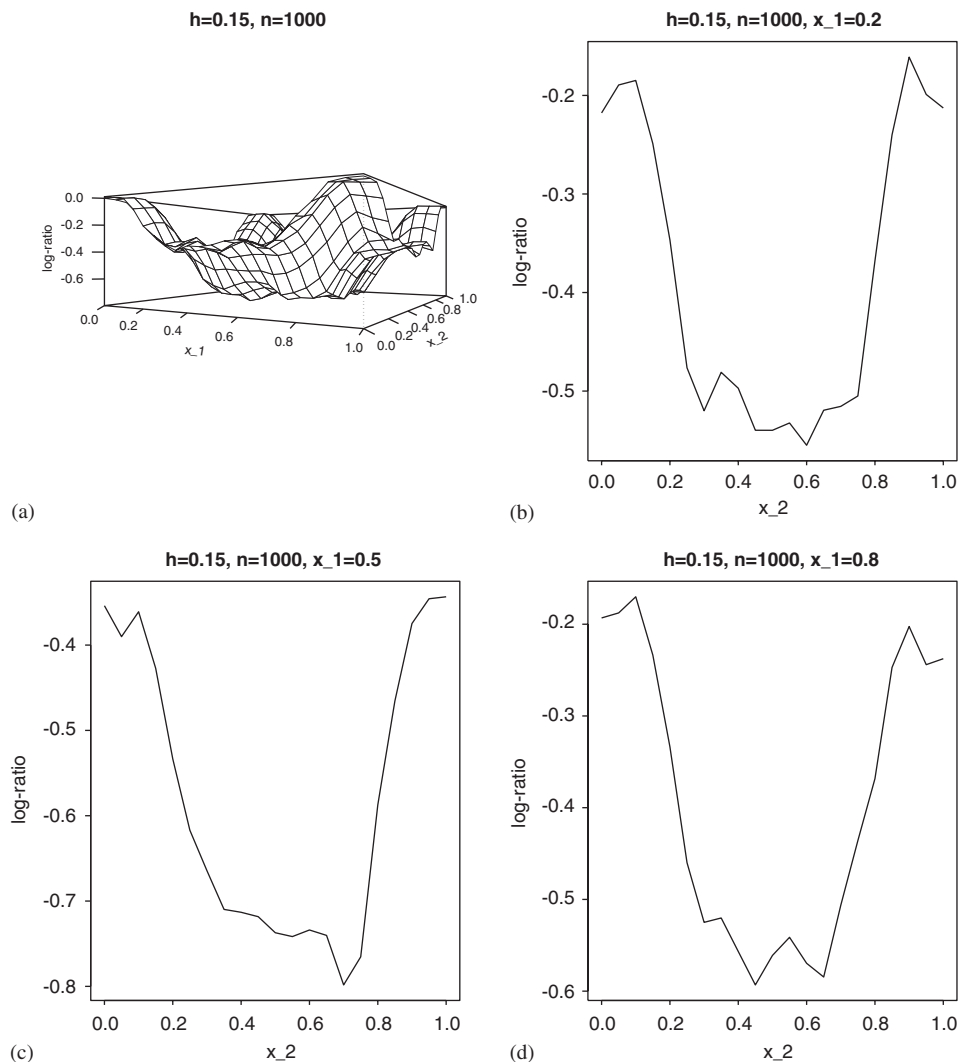 h=0.15, n=1000
0.0
-0.2
-0.4
-0.6
log-ratio
0.0
0.2
0.4
0.6
0.8
1.0
x_1
0.0
0.2
0.4
0.6
0.8
1.0
x_2
(a)
h=0.15, n=1000, x_1=0.2
-0.2
-0.3
-0.4
-0.5
log-ratio
0.0 0.2 0.4 0.6 0.8 1.0
x_2
(b)
h=0.15, n=1000, x_1=0.5
-0.4
-0.5
-0.6
-0.7
-0.8
log-ratio
0.0 0.2 0.4 0.6 0.8 1.0
x_2
(c)
h=0.15, n=1000, x_1=0.8
-0.2
-0.3
-0.4
-0.5
-0.6
log-ratio
0.0 0.2 0.4 0.6 0.8 1.0
x_2
(d)